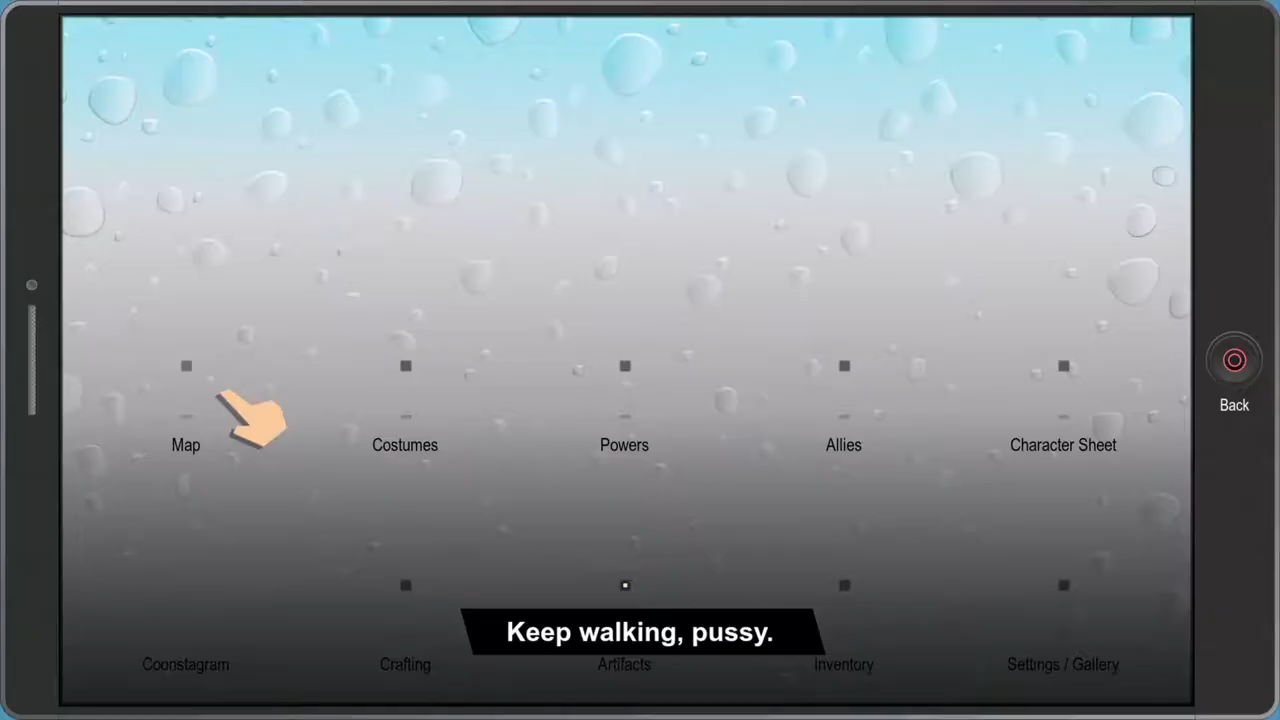 Back
Map Costumes Powers Allies Character Sheet
Keep walking, pussy.
Coonstagram Crafting Artifacts Inventory Settings / Gallery